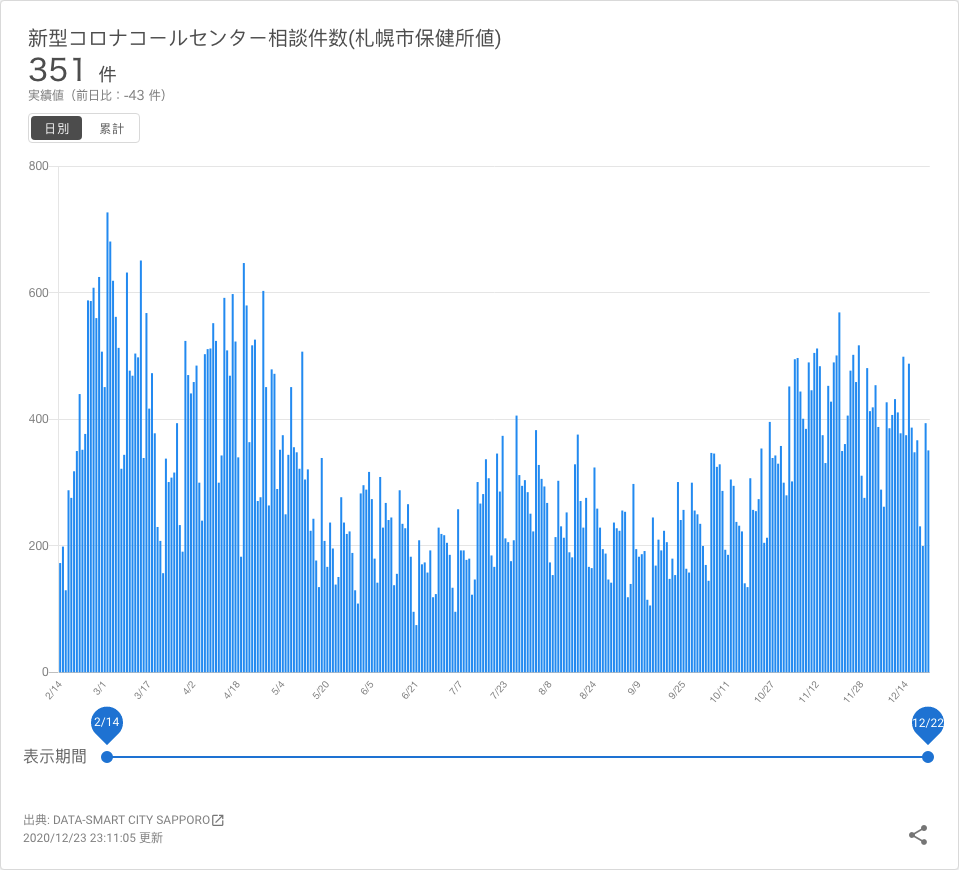 新型コロナコールセンター相談件数(札幌市保健所値)
351 件
実績値（前日比：-43 件）
日別 累計
800
600
400
200
0
2/14 3/1 3/17 4/2 4/18 5/4 5/20 6/5 6/21 7/7 7/23 8/8 8/24 9/9 9/25 10/11 10/27 11/12 11/28 12/14
2/14 12/22
表示期間
出典: DATA-SMART CITY SAPPORO
2020/12/23 23:11:05 更新